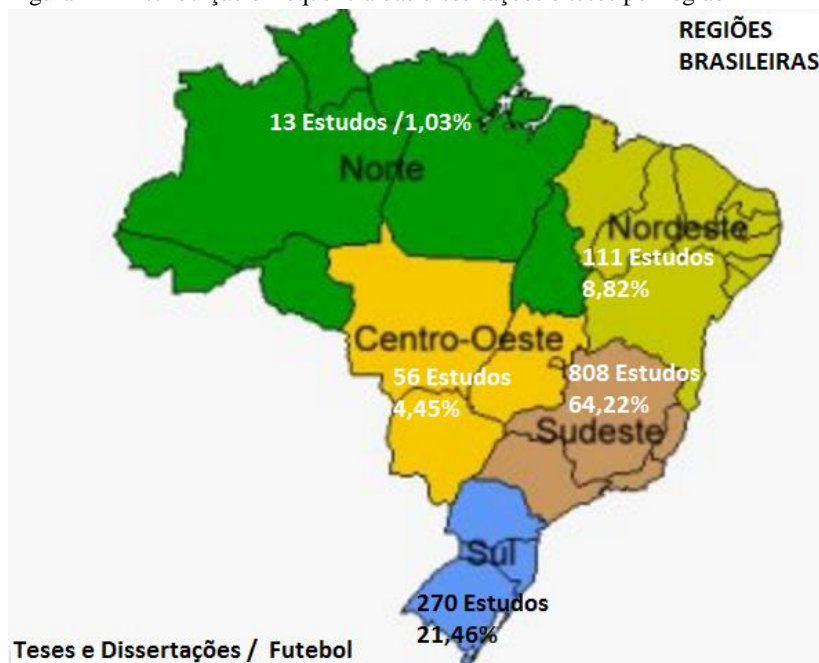 REGIÕES
BRASILEIRAS
13 Estudos /1,03%
Norte
Nordeste
111 Estudos
8,82%
Centro-Oeste
56 Estudos
4,45%
808 Estudos
64,22%
Sudeste
Sul
270 Estudos
21,46%
Teses e Dissertações / Futebol